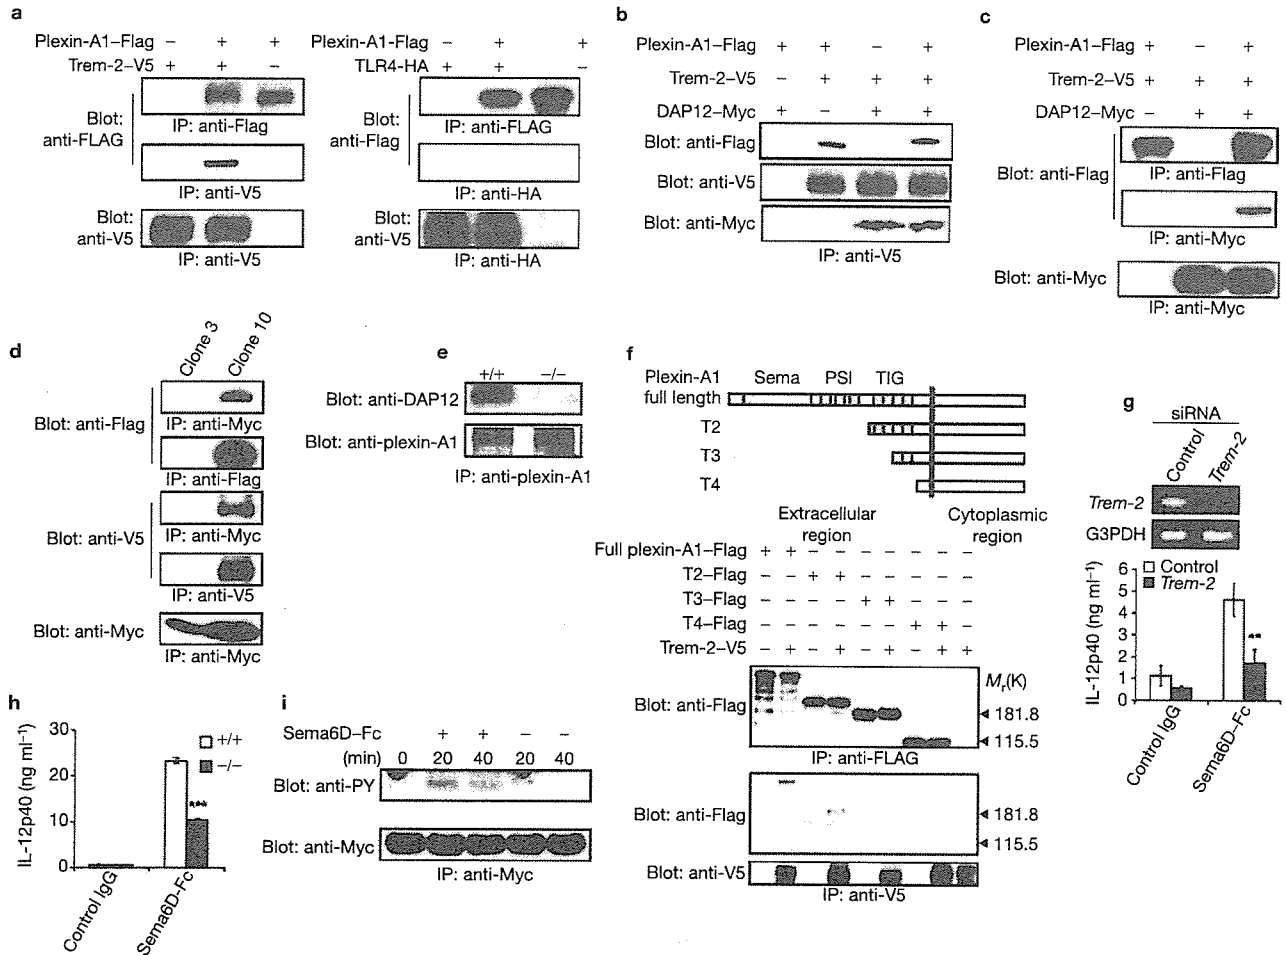 a
Plexin-A1–Flag – + +
Trem-2–V5 + + –
Blot: anti-FLAG
IP: anti-Flag
IP: anti-V5
Blot: anti-V5
IP: anti-V5
Plexin-A1-Flag – + +
TLR4-HA + + –
Blot: anti-Flag
IP: anti-FLAG
IP: anti-HA
Blot: anti-V5
IP: anti-HA
b
Plexin-A1–Flag + + – +
Trem-2–V5 – + + +
DAP12–Myc + – + +
Blot: anti-Flag
Blot: anti-V5
Blot: anti-Myc
IP: anti-V5
c
Plexin-A1–Flag + – +
Trem-2–V5 + + +
DAP12–Myc – + +
Blot: anti-Flag
IP: anti-Flag
IP: anti-Myc
Blot: anti-Myc
IP: anti-Myc
d
Clone 3
Clone 10
Blot: anti-Flag
IP: anti-Myc
IP: anti-Flag
Blot: anti-V5
IP: anti-Myc
IP: anti-V5
Blot: anti-Myc
IP: anti-Myc
e
+/+ –/–
Blot: anti-DAP12
Blot: anti-plexin-A1
IP: anti-plexin-A1
f
Plexin-A1 Sema PSI TIG
full length
T2
T3
T4
Extracellular region
Cytoplasmic region
Full plexin-A1–Flag + + – – – – – – –
T2–Flag – – + + – – – – –
T3–Flag – – – – + + – – –
T4–Flag – – – – – – + + –
Trem-2–V5 – + – + – + – + +
Mr(K)
Blot: anti-Flag
181.8
115.5
IP: anti-FLAG
Blot: anti-Flag
181.8
115.5
Blot: anti-V5
IP: anti-V5
g
siRNA
Control
Trem-2
Trem-2
G3PDH
6
5
4
3
2
1
0
IL-12p40 (ng ml⁻¹)
Control
Trem-2
**
Control IgG
Sema6D–Fc
h
30
20
10
0
IL-12p40 (ng ml⁻¹)
+/+
–/–
***
Control IgG
Sema6D–Fc
i
Sema6D–Fc + + – –
(min) 0 20 40 20 40
Blot: anti-PY
Blot: anti-Myc
IP: anti-Myc